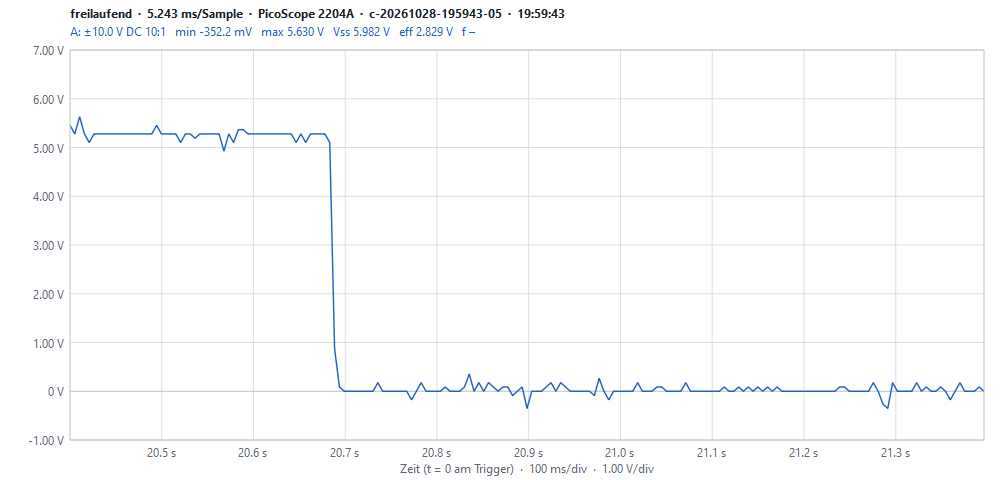 freilaufend · 5.243 ms/Sample · PicoScope 2204A · c-20261028-195943-05 · 19:59:43
A: ±10.0 V DC 10:1 min -352.2 mV max 5.630 V Vss 5.982 V eff 2.829 V f –
7.00 V
6.00 V
5.00 V
4.00 V
3.00 V
2.00 V
1.00 V
0 V
-1.00 V
20.5 s 20.6 s 20.7 s 20.8 s 20.9 s 21.0 s 21.1 s 21.2 s 21.3 s
Zeit (t = 0 am Trigger) · 100 ms/div · 1.00 V/div